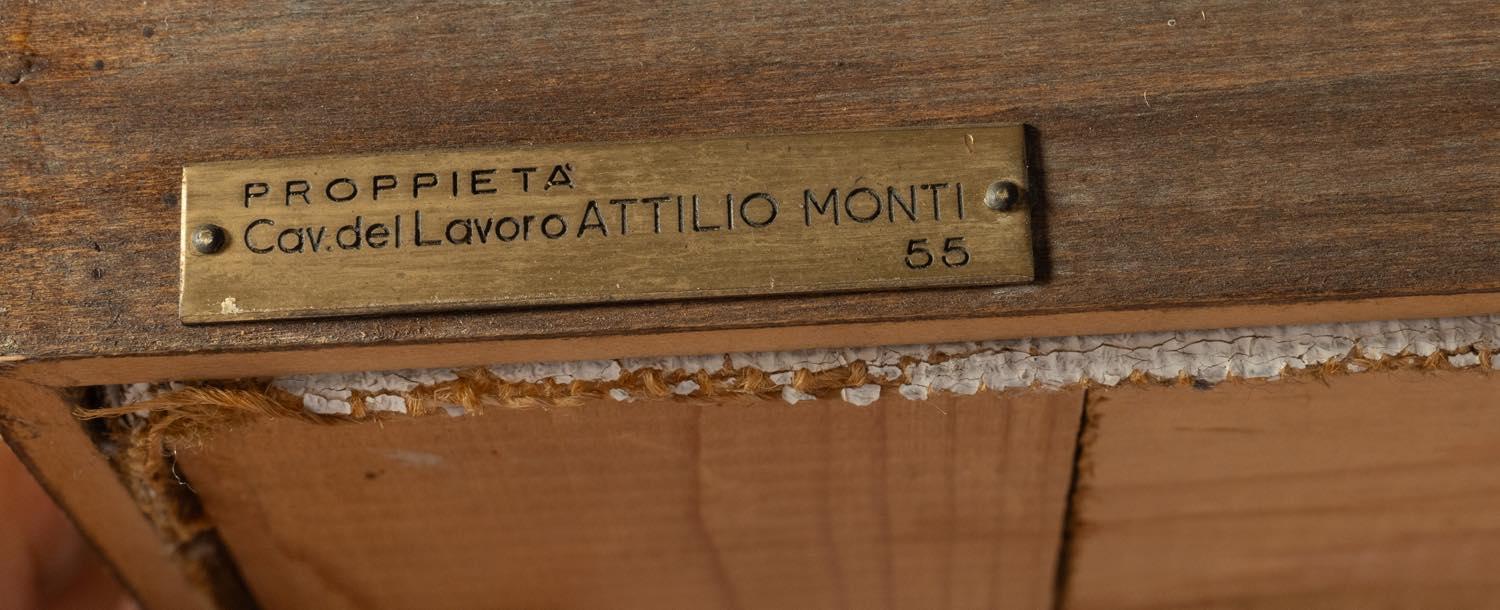 PROPPIETÀ
Cav.del Lavoro ATTILIO MONTI
55